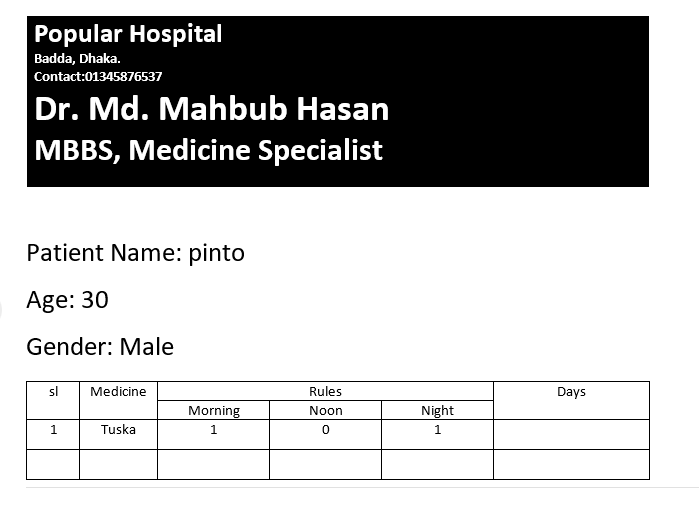 Popular Hospital
Badda, Dhaka.
Contact:01345876537
Dr. Md. Mahbub Hasan
MBBS, Medicine Specialist
Patient Name: pinto
Age: 30
Gender: Male
sl Medicine Rules Days
Morning Noon Night
1 Tuska 1 0 1